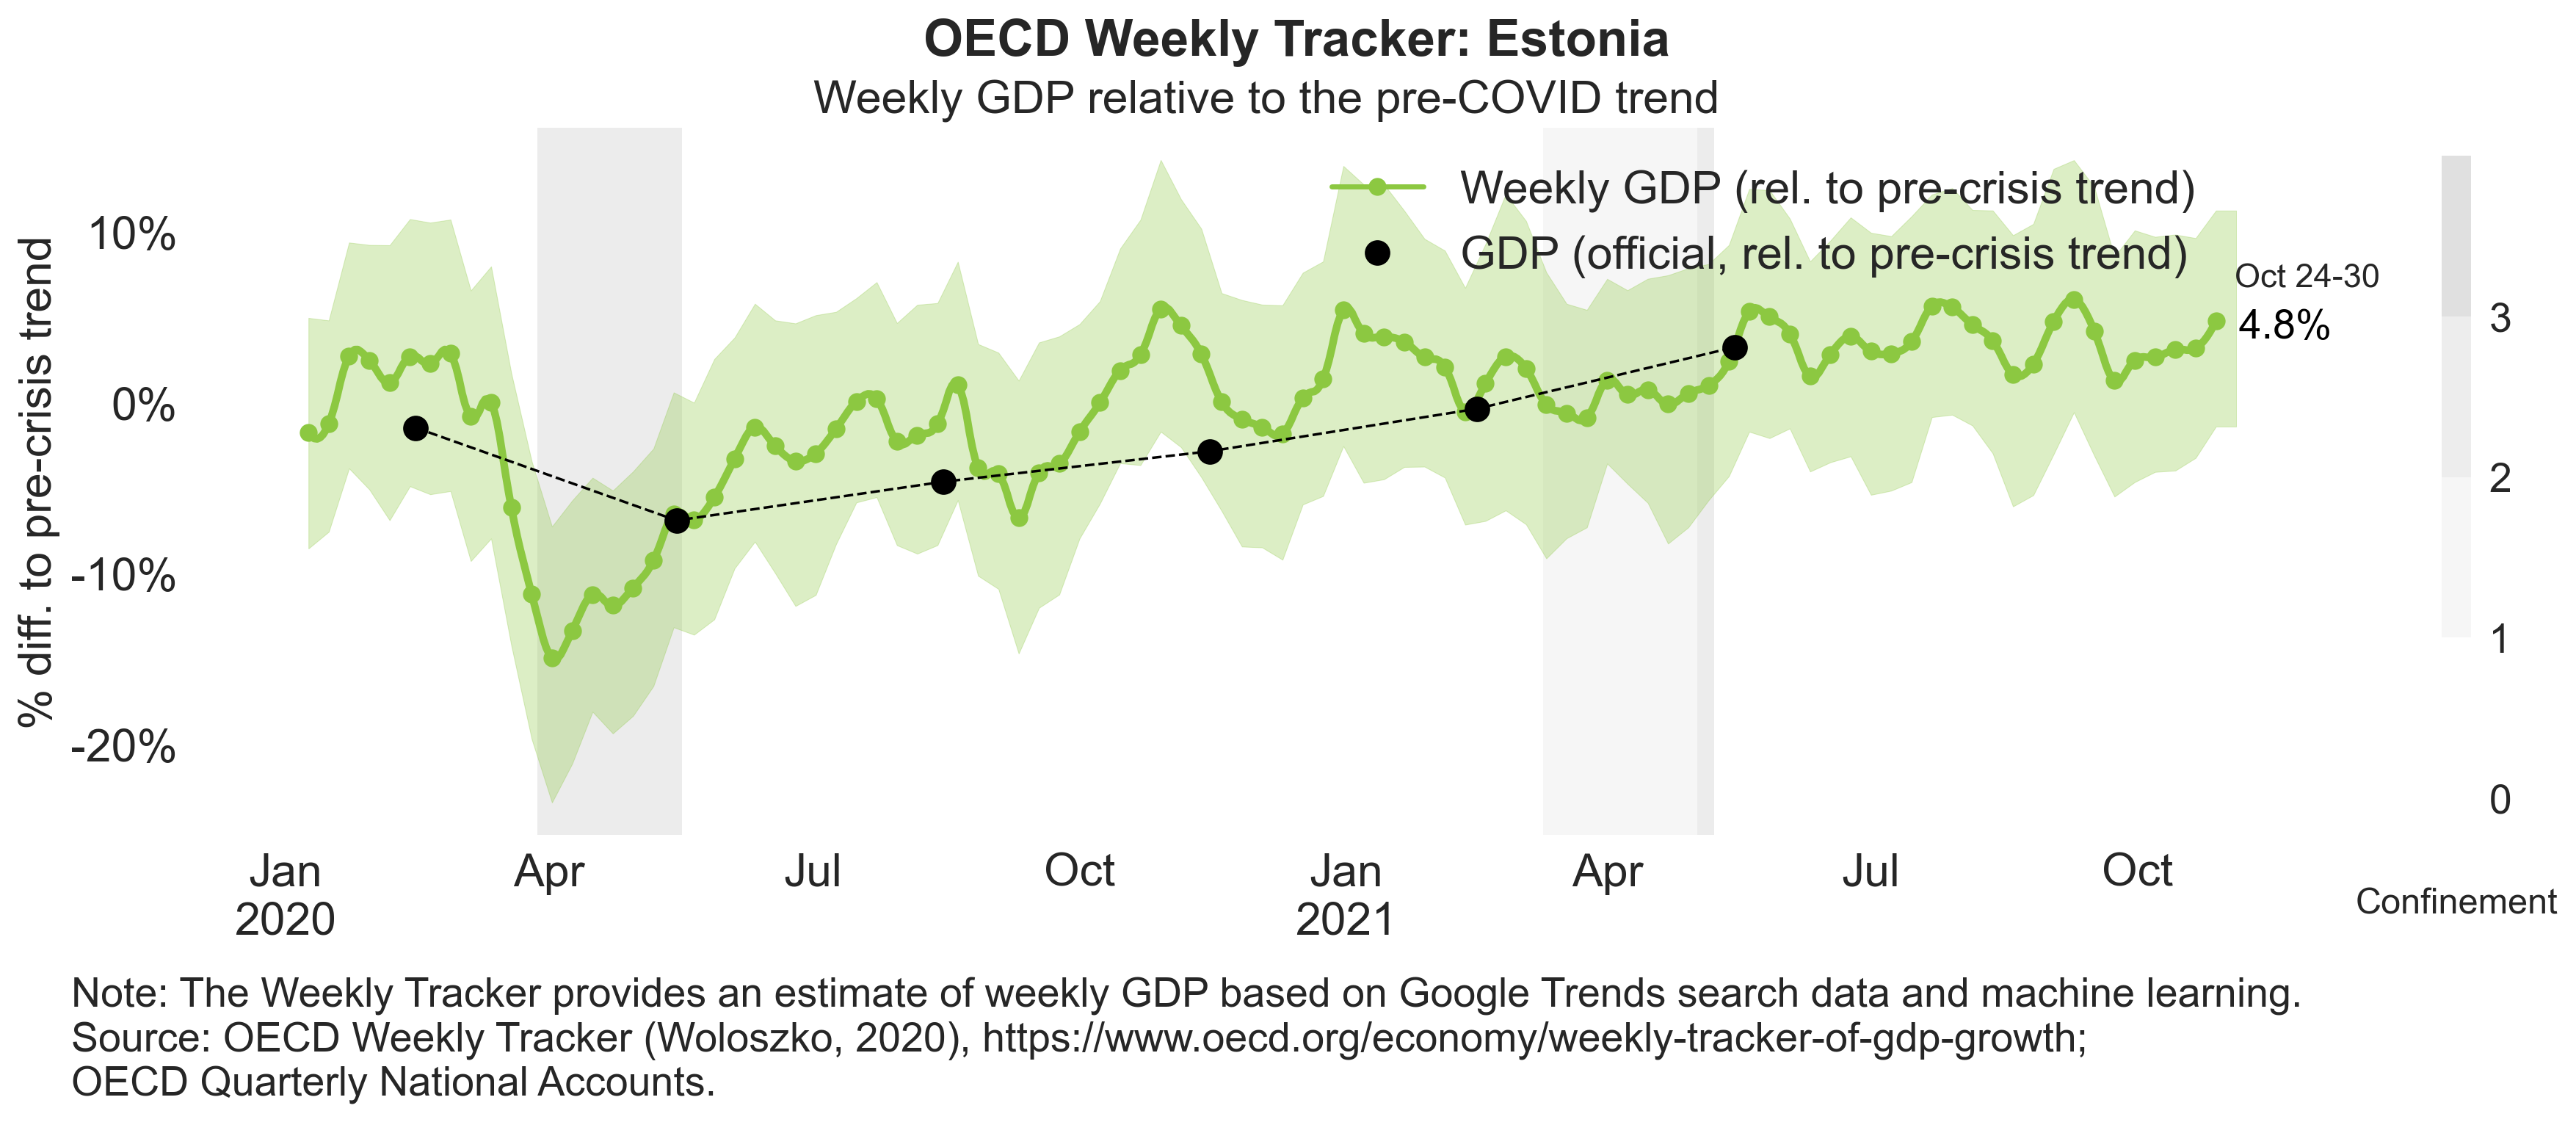 OECD Weekly Tracker: Estonia
Weekly GDP relative to the pre-COVID trend
% diff. to pre-crisis trend
10%
0%
-10%
-20%
Weekly GDP (rel. to pre-crisis trend)
GDP (official, rel. to pre-crisis trend)
Oct 24-30
4.8%
3
2
1
0
Confinement
Jan Apr Jul Oct Jan Apr Jul Oct
2020 2021
Note: The Weekly Tracker provides an estimate of weekly GDP based on Google Trends search data and machine learning.
Source: OECD Weekly Tracker (Woloszko, 2020), https://www.oecd.org/economy/weekly-tracker-of-gdp-growth;
OECD Quarterly National Accounts.